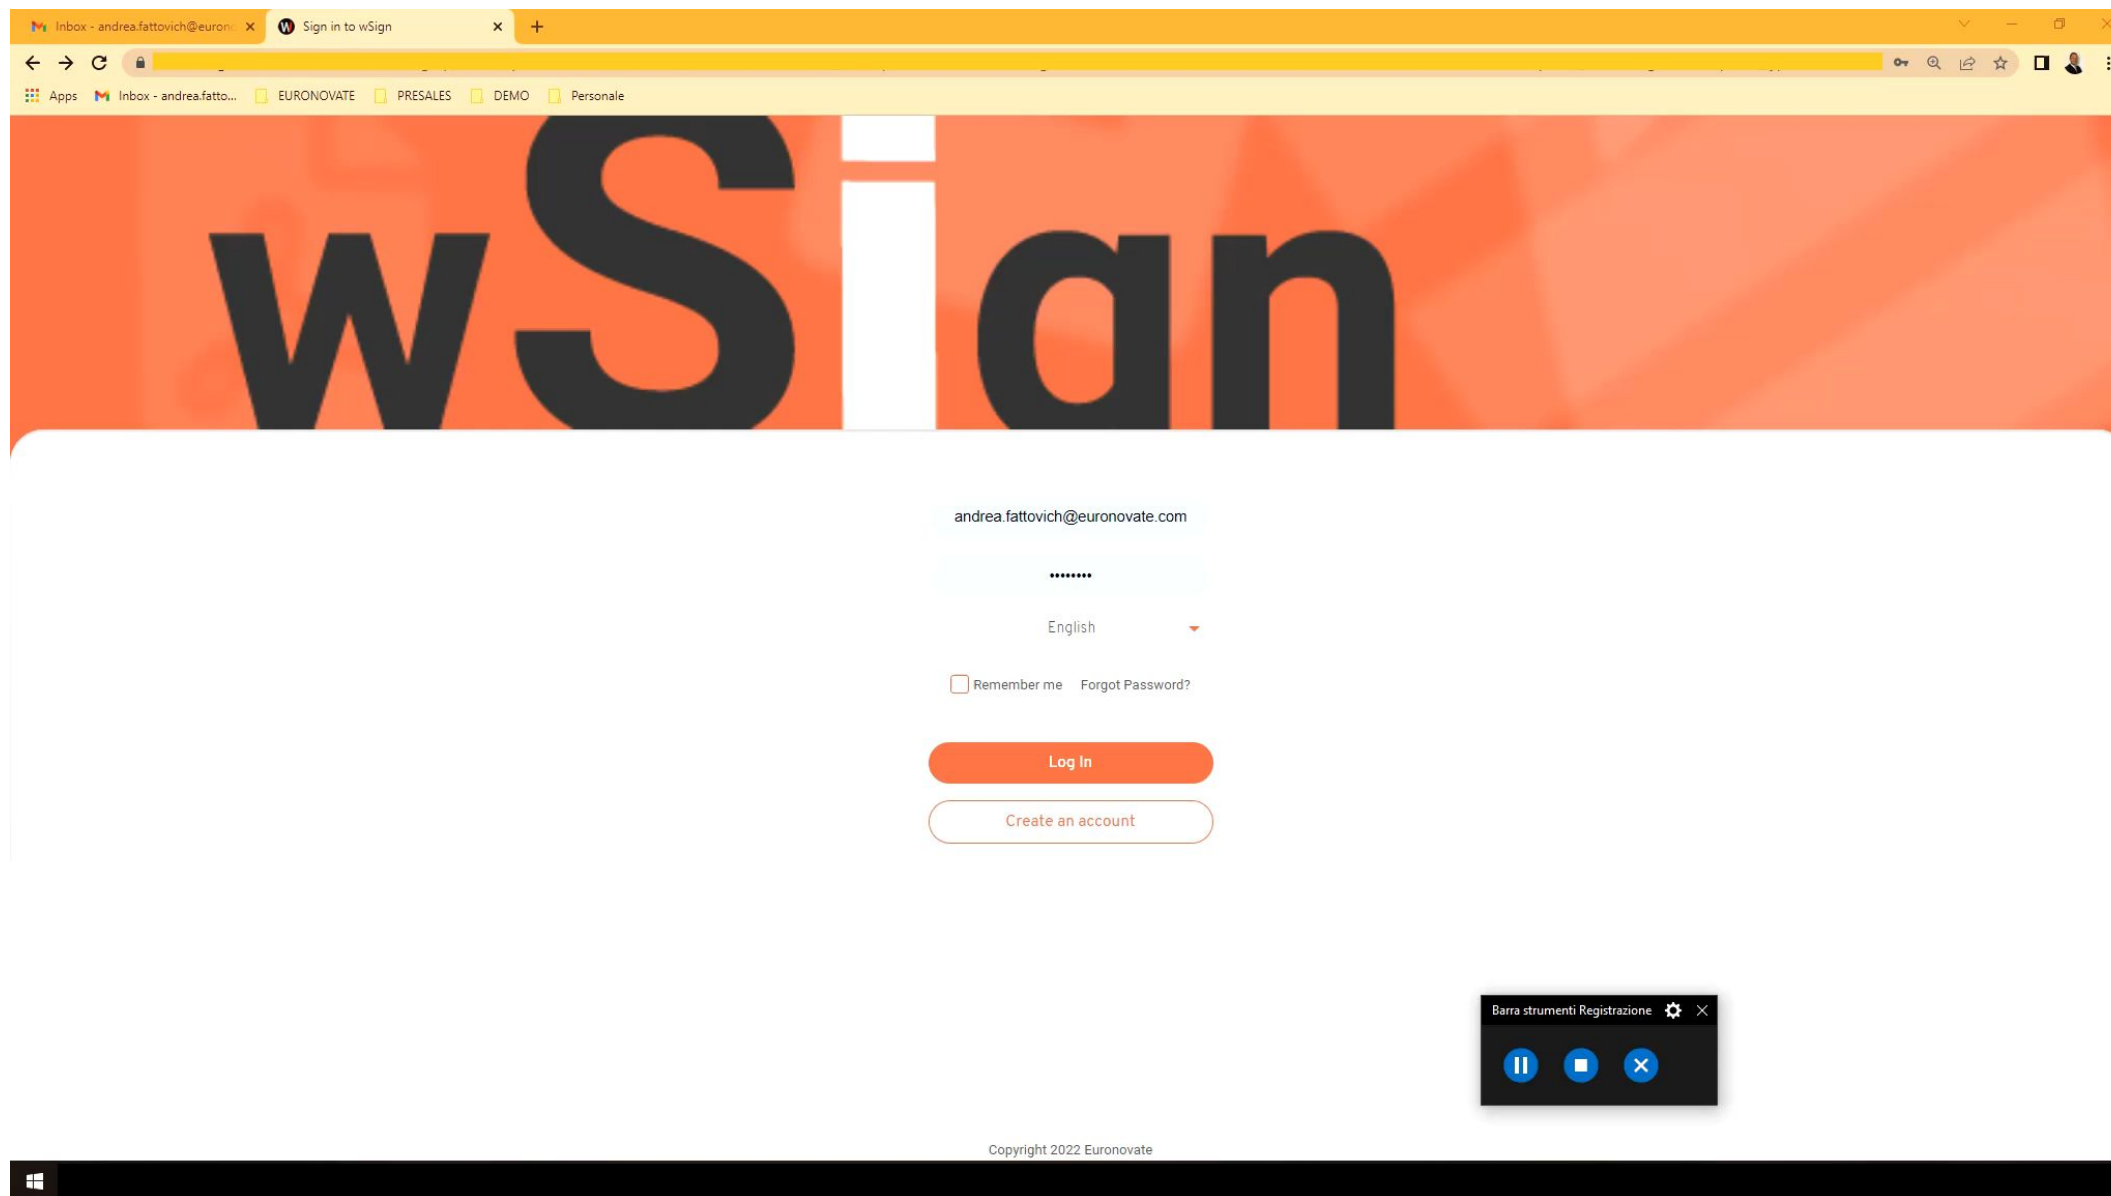 Inbox - andrea.fattovich@euron
Sign in to wSign
Apps
Inbox - andrea.fatto...
EURONOVATE
PRESALES
DEMO
Personale
wSign
andrea.fattovich@euronovate.com
••••••••
English
Remember me
Forgot Password?
Log In
Create an account
Barra strumenti Registrazione
Copyright 2022 Euronovate